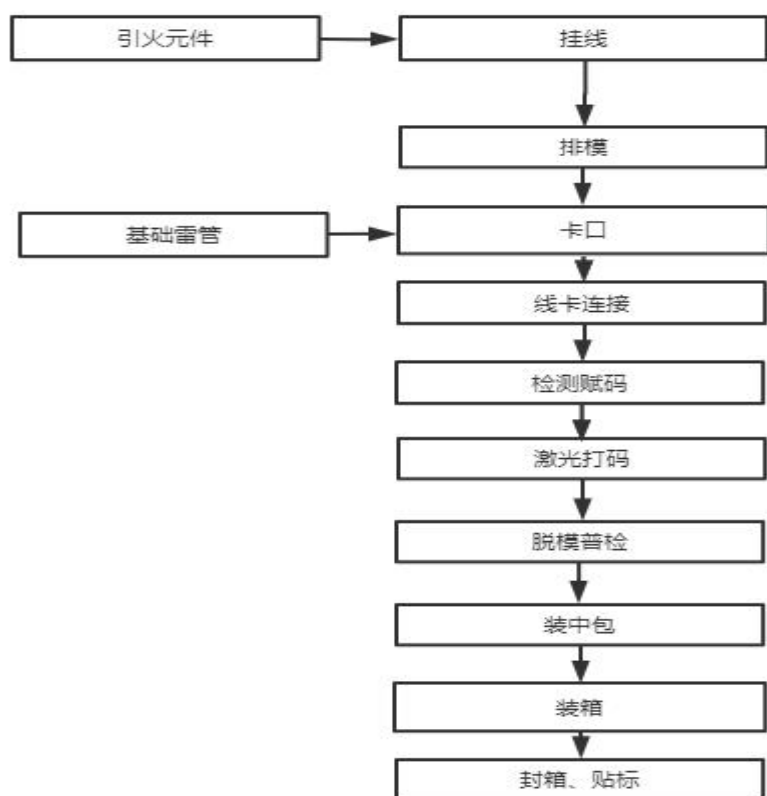 引火元件
挂线
排模
基础雷管
卡口
线卡连接
检测赋码
激光打码
脱模普检
装中包
装箱
封箱、贴标